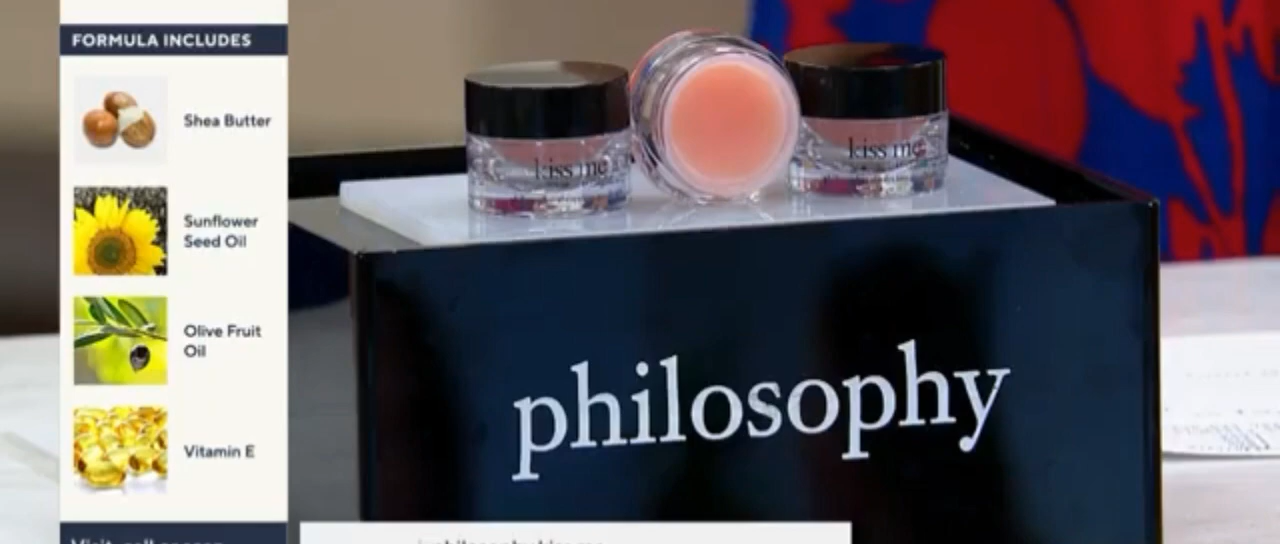 FORMULA INCLUDES
Shea Butter
Sunflower
Seed Oil
Olive Fruit
Oil
Vitamin E
kiss me
kiss me
philosophy